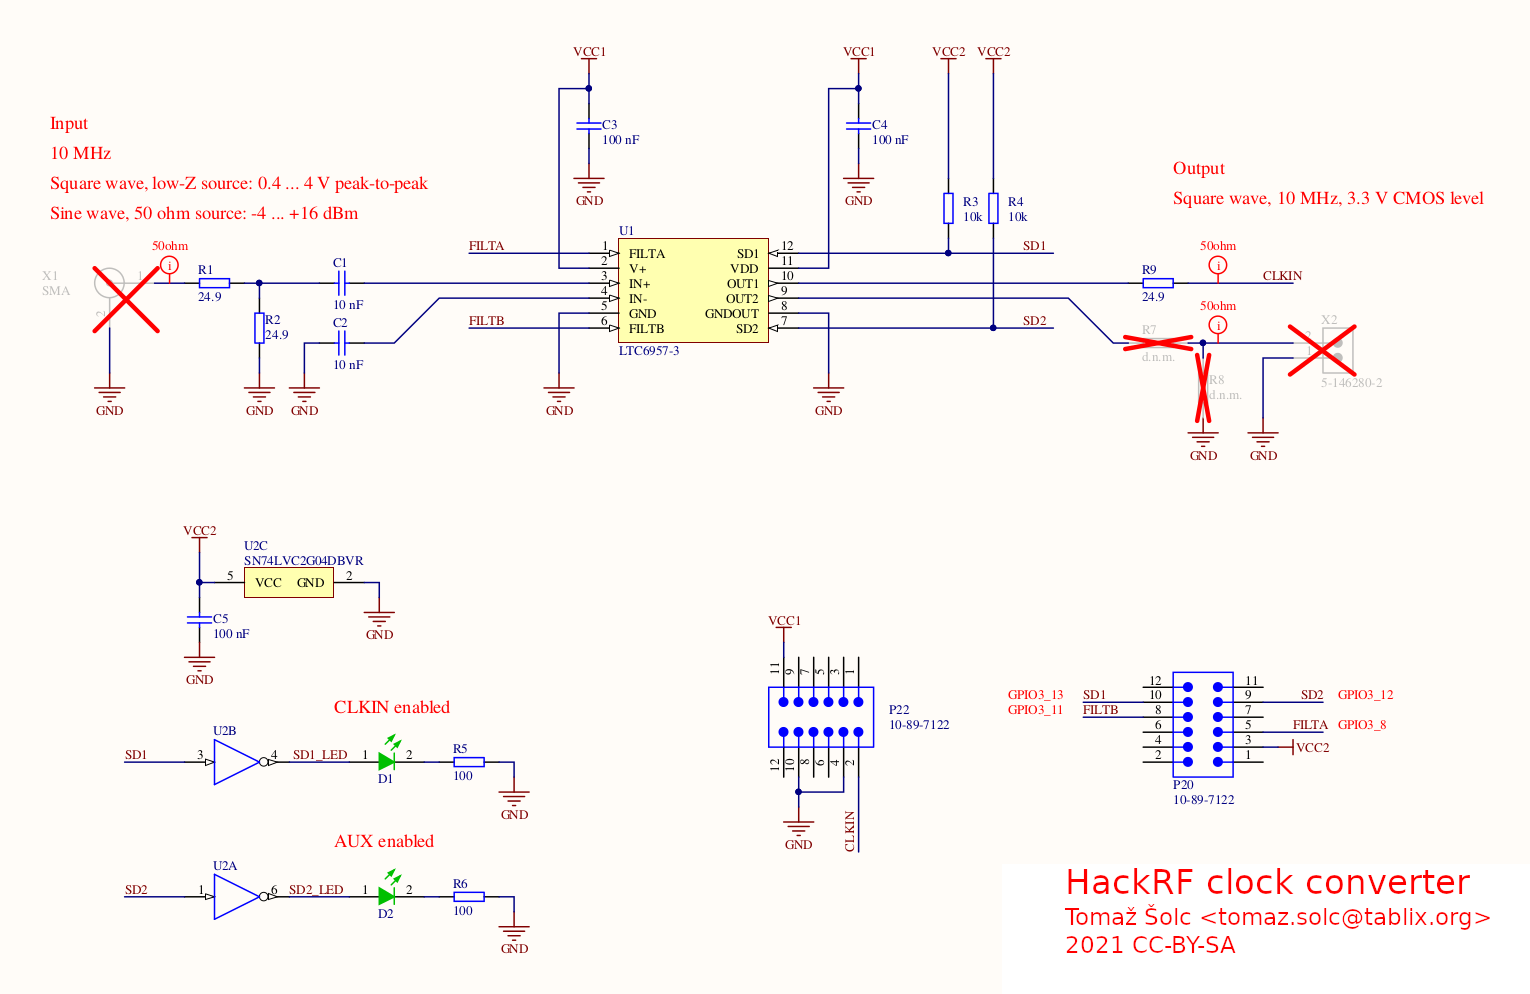 VCC1
VCC1
VCC2
VCC2
Input
10 MHz
Square wave, low-Z source: 0.4 ... 4 V peak-to-peak
Sine wave, 50 ohm source: -4 ... +16 dBm
C3
100 nF
GND
C4
100 nF
GND
R3
10k
R4
10k
Output
Square wave, 10 MHz, 3.3 V CMOS level
X1
SMA
1
2
GND
50ohm
i
R1
24.9
R2
24.9
GND
C1
10 nF
C2
10 nF
GND
FILTA
FILTB
U1
1 FILTA SD1 12
2 V+ VDD 11
3 IN+ OUT1 10
4 IN- OUT2 9
5 GND GNDOUT 8
6 FILTB SD2 7
LTC6957-3
GND
GND
SD1
SD2
R9
24.9
50ohm
i
CLKIN
50ohm
i
R7
d.n.m.
R8
d.n.m.
GND
X2
2
1
5-146280-2
GND
VCC2
U2C
SN74LVC2G04DBVR
5 VCC GND 2
GND
C5
100 nF
GND
CLKIN enabled
U2B
SD1 3 4 SD1_LED 1 2
D1
R5
100
GND
AUX enabled
U2A
SD2 1 6 SD2_LED 1 2
D2
R6
100
GND
VCC1
11 9 7 5 3 1
P22
10-89-7122
12 10 8 6 4 2
GND
CLKIN
GPIO3_13 SD1
GPIO3_11 FILTB
12 11
10 9
8 7
6 5
4 3
2 1
SD2 GPIO3_12
FILTA GPIO3_8
VCC2
P20
10-89-7122
HackRF clock converter
Tomaž Šolc <tomaz.solc@tablix.org>
2021 CC-BY-SA